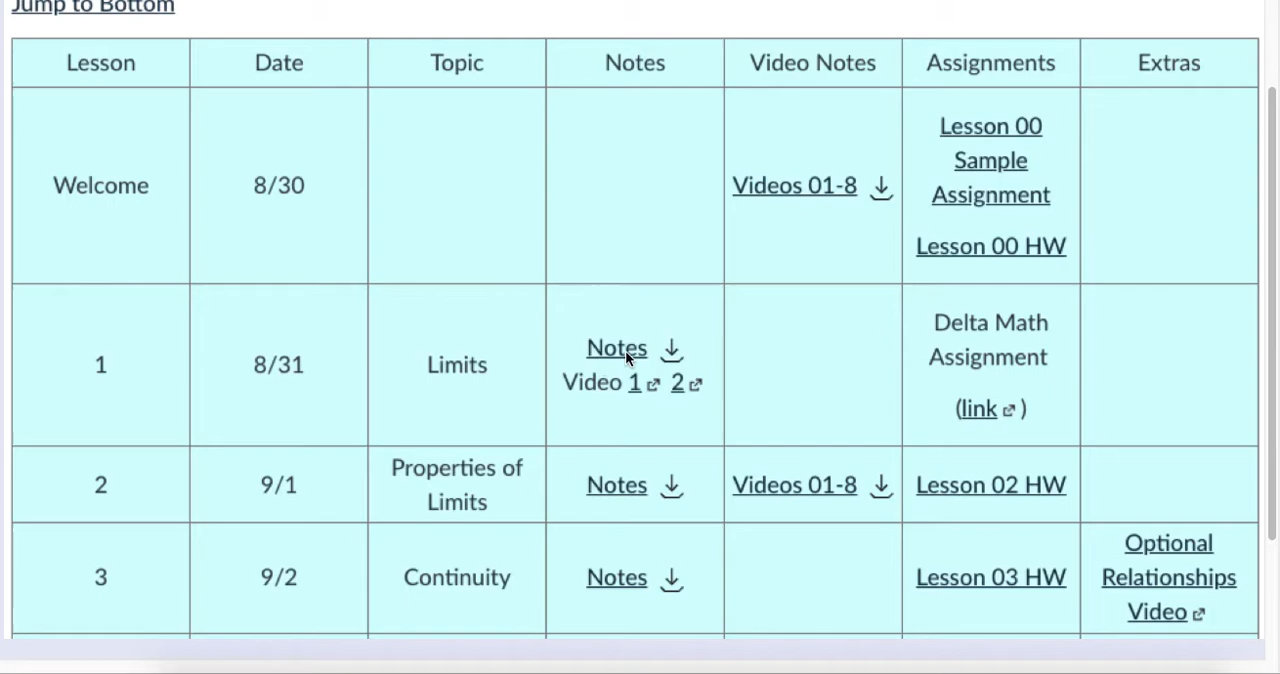 Jump to Bottom
Lesson Date Topic Notes Video Notes Assignments Extras
Welcome 8/30 Videos 01-8 Lesson 00
Sample
Assignment
Lesson 00 HW
1 8/31 Limits Notes
Video 1 2
Delta Math
Assignment
(link)
2 9/1 Properties of
Limits
Notes Videos 01-8 Lesson 02 HW
3 9/2 Continuity Notes Lesson 03 HW Optional
Relationships
Video